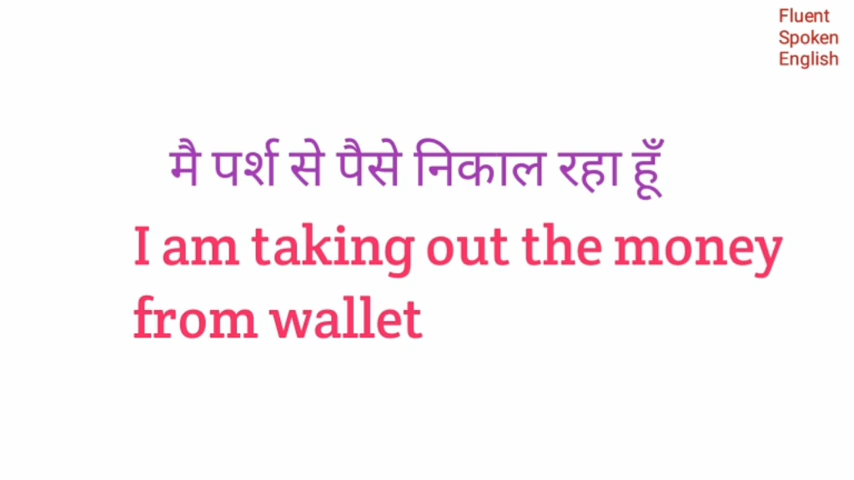 Fluent
Spoken
English
मै पर्श से पैसे निकाल रहा हूँ
I am taking out the money
from wallet